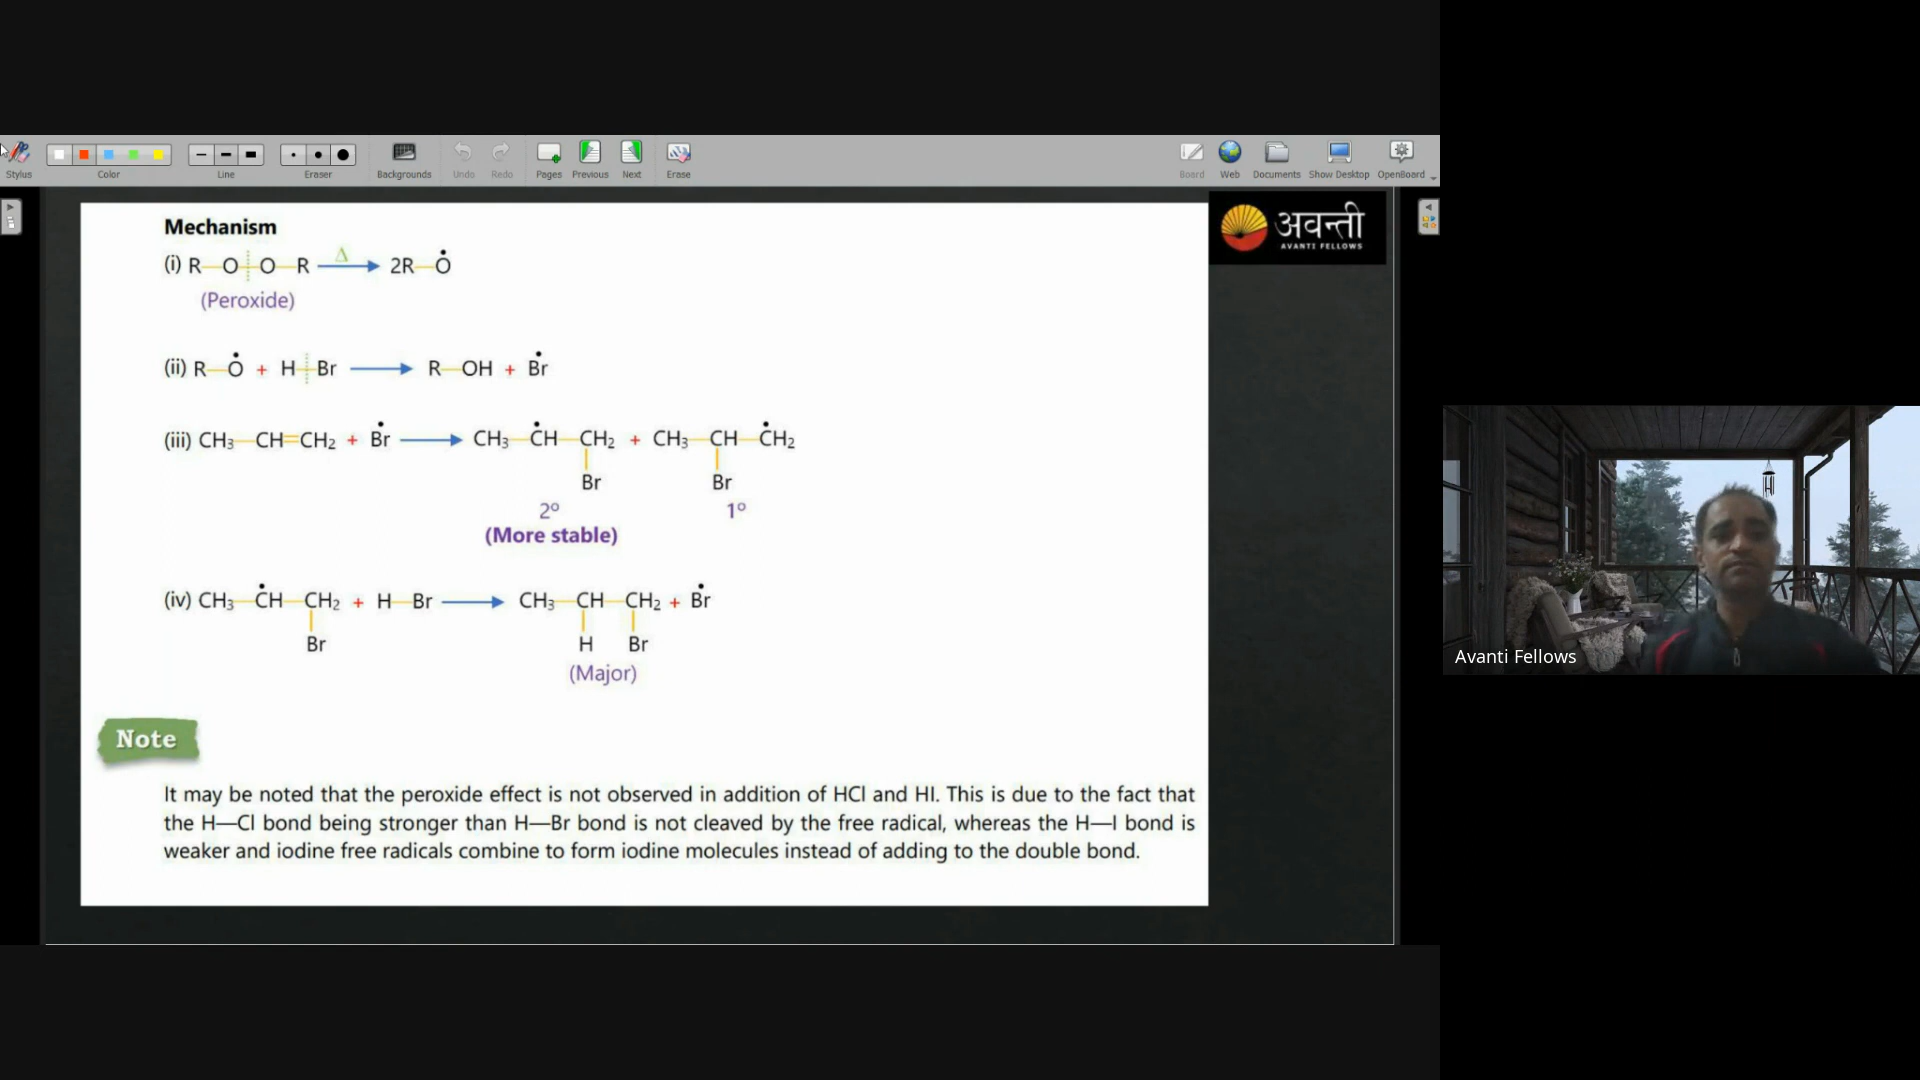 Stylus
Color
Line
Eraser
Backgrounds
Undo
Redo
Pages
Previous
Next
Erase
Board
Web
Documents
Show Desktop
OpenBoard
अवन्ती
AVANTI FELLOWS
Mechanism
(i) R—O—O—R —Δ→ 2R—Ȯ
(Peroxide)
(ii) R—Ȯ + H—Br → R—OH + Ḃr
(iii) CH₃—CH=CH₂ + Ḃr → CH₃—ĊH—CH₂ + CH₃—CH—ĊH₂
Br Br
2° 1°
(More stable)
(iv) CH₃—ĊH—CH₂ + H—Br → CH₃—CH—CH₂ + Ḃr
Br H Br
(Major)
Note
It may be noted that the peroxide effect is not observed in addition of HCl and HI. This is due to the fact that
the H—Cl bond being stronger than H—Br bond is not cleaved by the free radical, whereas the H—I bond is
weaker and iodine free radicals combine to form iodine molecules instead of adding to the double bond.
Avanti Fellows